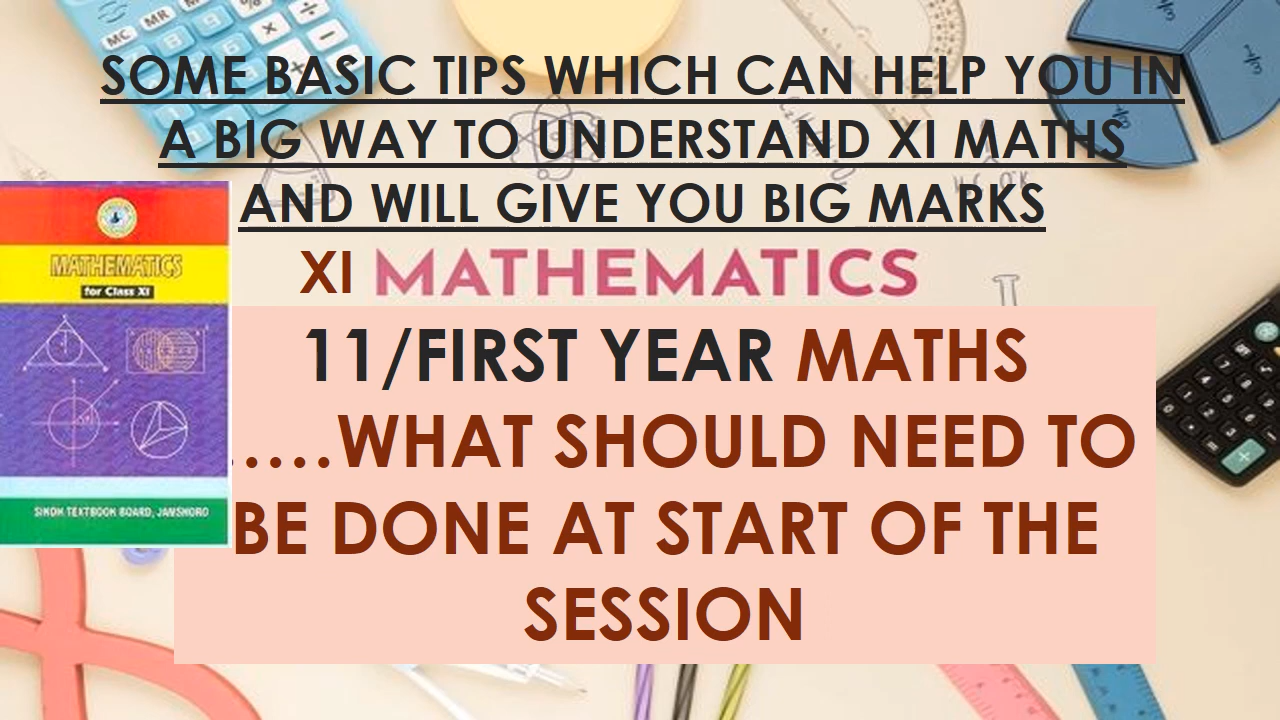 SOME BASIC TIPS WHICH CAN HELP YOU IN
A BIG WAY TO UNDERSTAND XI MATHS
AND WILL GIVE YOU BIG MARKS
XI MATHEMATICS
11/FIRST YEAR MATHS
…..WHAT SHOULD NEED TO
BE DONE AT START OF THE
SESSION
MATHEMATICS
for Class XI
SINDH TEXTBOOK BOARD, JAMSHORO
MC MR M